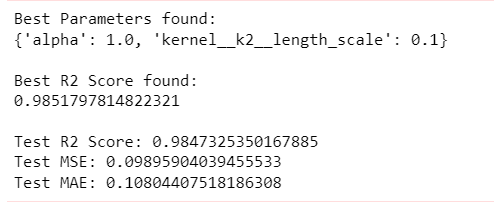 Best Parameters found:
{'alpha': 1.0, 'kernel__k2__length_scale': 0.1}
Best R2 Score found:
0.9851797814822321
Test R2 Score: 0.9847325350167885
Test MSE: 0.09895904039455533
Test MAE: 0.10804407518186308